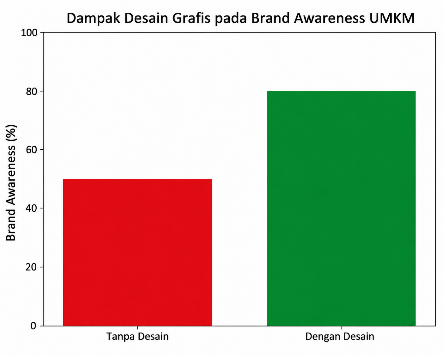 Dampak Desain Grafis pada Brand Awareness UMKM
Brand Awareness (%)
100
80
60
40
20
0
Tanpa Desain
Dengan Desain